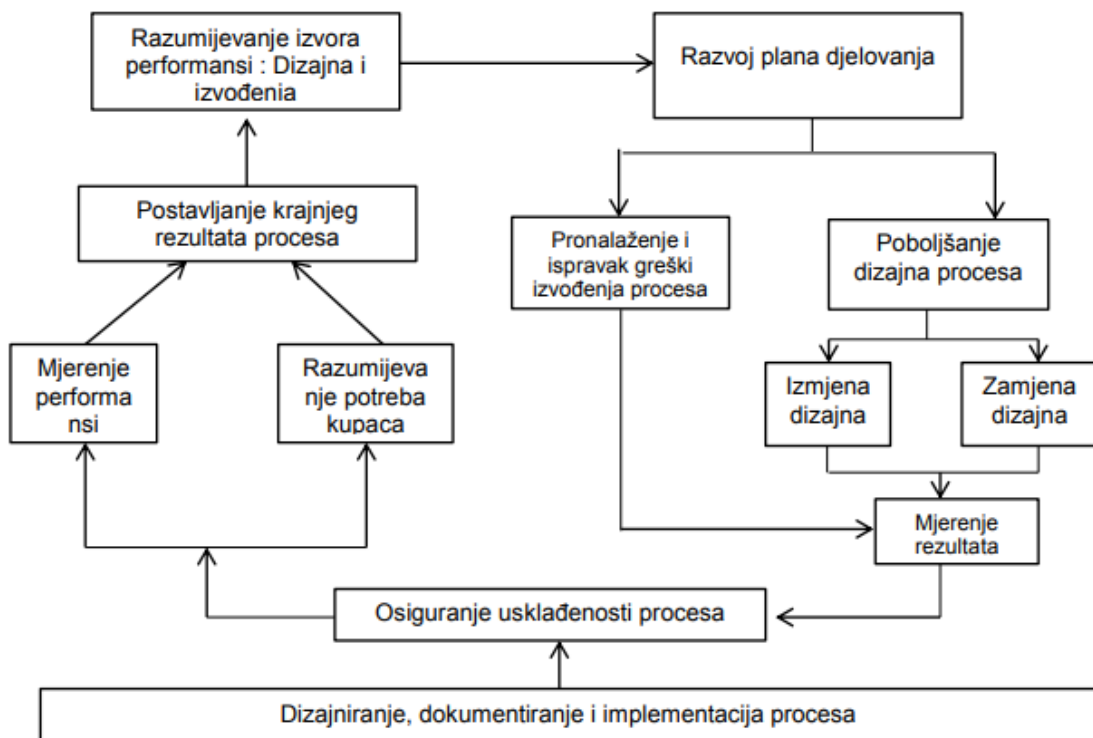 Razumijevanje izvora
performansi : Dizajna i
izvođenia
Razvoj plana djelovanja
Postavljanje krajnjeg
rezultata procesa
Pronalaženje i
ispravak greški
izvođenja procesa
Poboljšanje
dizajna procesa
Mjerenje
performa
nsi
Razumijeva
nje potreba
kupaca
Izmjena
dizajna
Zamjena
dizajna
Mjerenje
rezultata
Osiguranje usklađenosti procesa
Dizajniranje, dokumentiranje i implementacija procesa